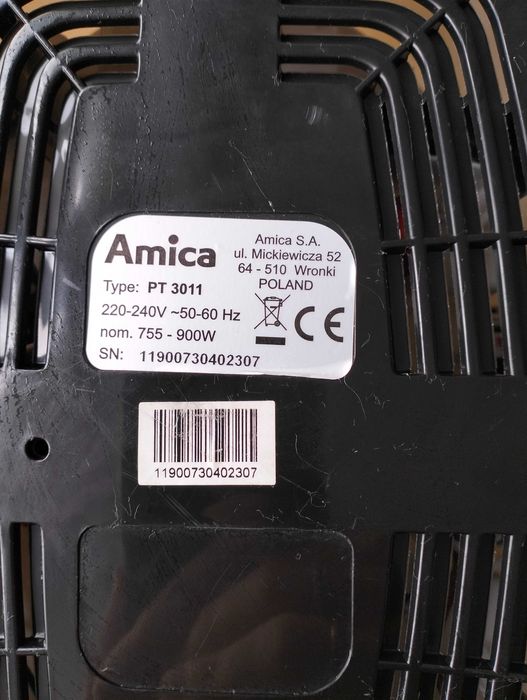 Amica
Amica S.A.
ul. Mickiewicza 52
64 - 510 Wronki
POLAND
Type: PT 3011
220-240V ~50-60 Hz
nom. 755 - 900W
SN: 11900730402307
CE
11900730402307